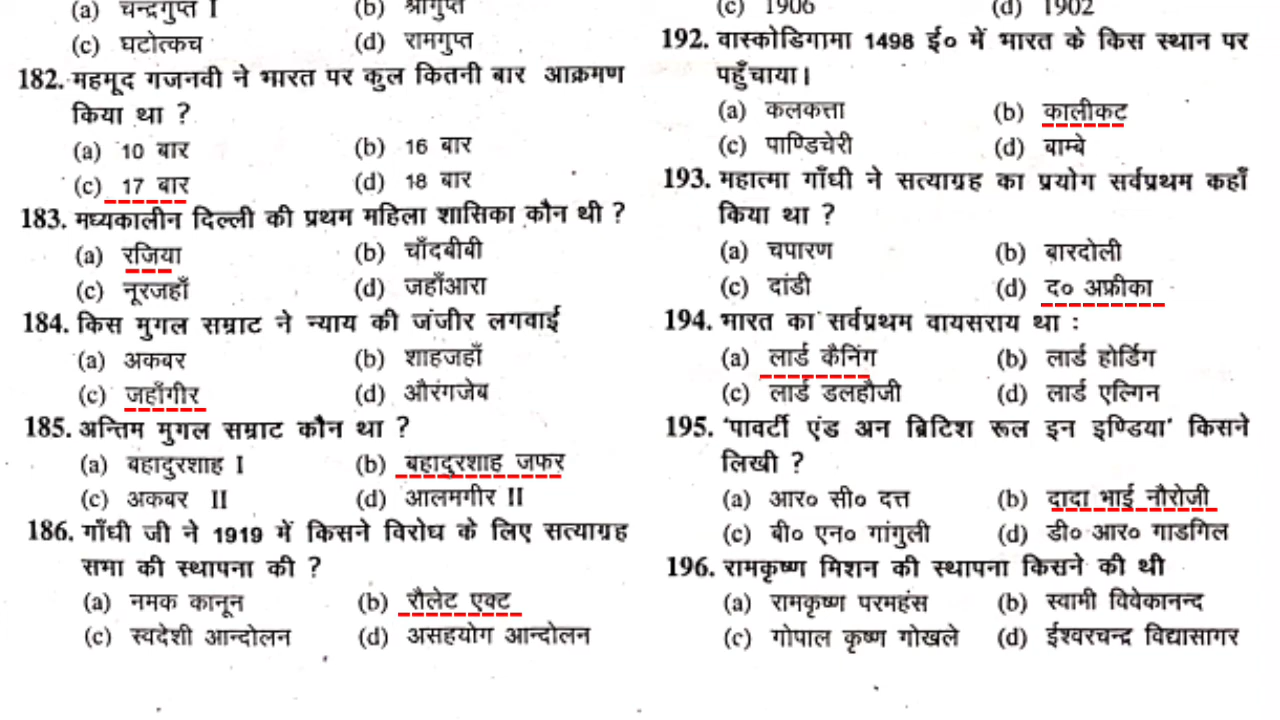 (a) चन्द्रगुप्त I (b) श्रीगुप्त
(c) घटोत्कच (d) रामगुप्त
182. महमूद गजनवी ने भारत पर कुल कितनी बार आक्रमण
किया था ?
(a) 10 बार (b) 16 बार
(c) 17 बार (d) 18 बार
183. मध्यकालीन दिल्ली की प्रथम महिला शासिका कौन थी ?
(a) रजिया (b) चाँदबीबी
(c) नूरजहाँ (d) जहाँआरा
184. किस मुगल सम्राट ने न्याय की जंजीर लगवाई
(a) अकबर (b) शाहजहाँ
(c) जहाँगीर (d) औरंगजेब
185. अन्तिम मुगल सम्राट कौन था ?
(a) बहादुरशाह I (b) बहादुरशाह जफर
(c) अकबर II (d) आलमगीर II
186. गाँधी जी ने 1919 में किसने विरोध के लिए सत्याग्रह
सभा की स्थापना की ?
(a) नमक कानून (b) रौलेट एक्ट
(c) स्वदेशी आन्दोलन (d) असहयोग आन्दोलन
(c) 1906 (d) 1902
192. वास्कोडिगामा 1498 ई० में भारत के किस स्थान पर
पहुँचाया।
(a) कलकत्ता (b) कालीकट
(c) पाण्डिचेरी (d) बाम्बे
193. महात्मा गाँधी ने सत्याग्रह का प्रयोग सर्वप्रथम कहाँ
किया था ?
(a) चपारण (b) बारदोली
(c) दांडी (d) द० अफ्रीका
194. भारत का सर्वप्रथम वायसराय था :
(a) लार्ड कैनिंग (b) लार्ड होर्डिग
(c) लार्ड डलहौजी (d) लार्ड एल्गिन
195. 'पावर्टी एंड अन ब्रिटिश रूल इन इण्डिया' किसने
लिखी ?
(a) आर० सी० दत्त (b) दादा भाई नौरोजी
(c) बी० एन० गांगुली (d) डी० आर० गाडगिल
196. रामकृष्ण मिशन की स्थापना किसने की थी
(a) रामकृष्ण परमहंस (b) स्वामी विवेकानन्द
(c) गोपाल कृष्ण गोखले (d) ईश्वरचन्द्र विद्यासागर